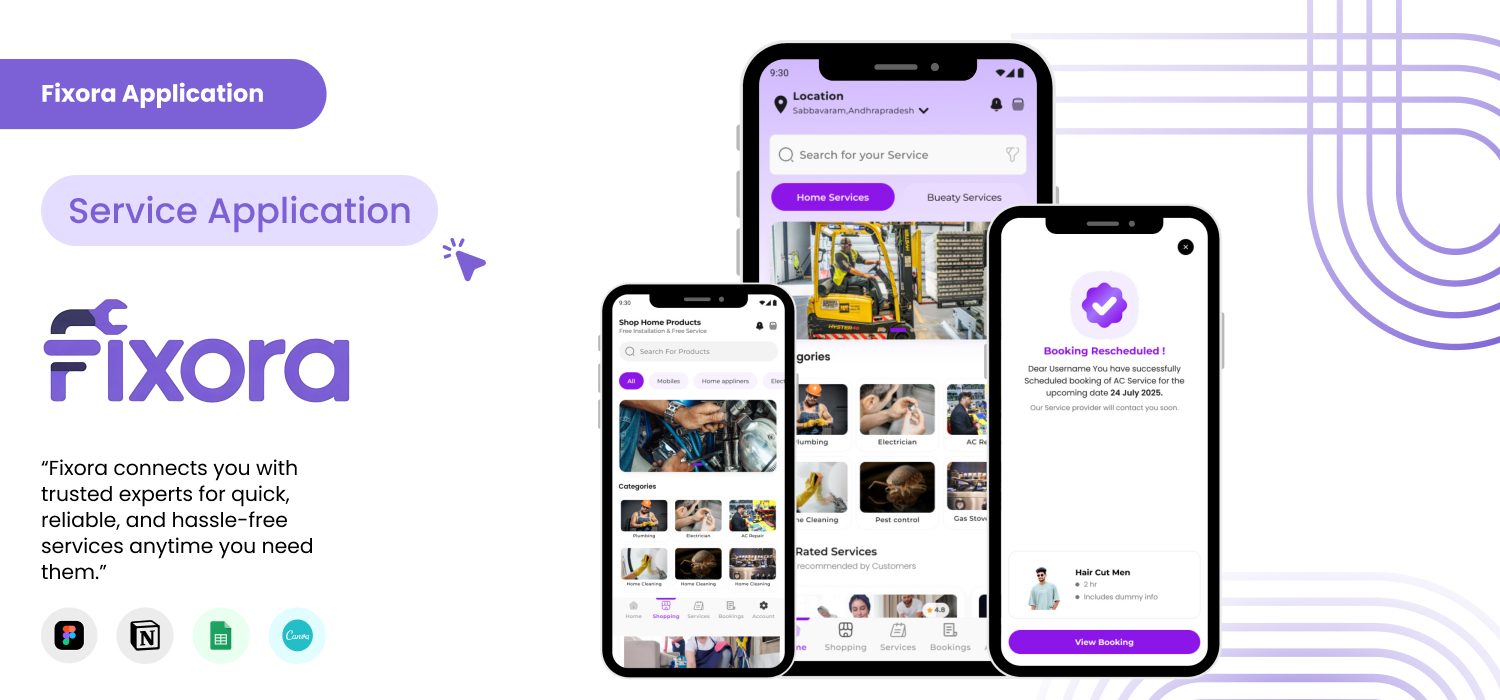 Fixora Application
Service Application
Fixora
“Fixora connects you with
trusted experts for quick,
reliable, and hassle-free
services anytime you need
them.”
N
Canva
9:30
Shop Home Products
Free Installation & Free Service
Search For Products
All
Mobiles
Home appliners
Elect
Categories
Plumbing
Electrician
AC Repair
Home Cleaning
Home Cleaning
Home Cleaning
Home
Shopping
Services
Bookings
Account
9:30
Location
Sabbavaram,Andhrapradesh
Search for your Service
Home Services
Bueaty Services
HYSTER
gories
lumbing
Electrician
AC Re
me Cleaning
Pest control
Gas Stov
Rated Services
recommended by Customers
4.8
me
Shopping
Services
Bookings
Booking Rescheduled !
Dear Username You have successfully
Scheduled booking of AC Service for the
upcoming date 24 July 2025.
Our Service provider will contact you soon.
Hair Cut Men
2 hr
Includes dummy info
View Booking